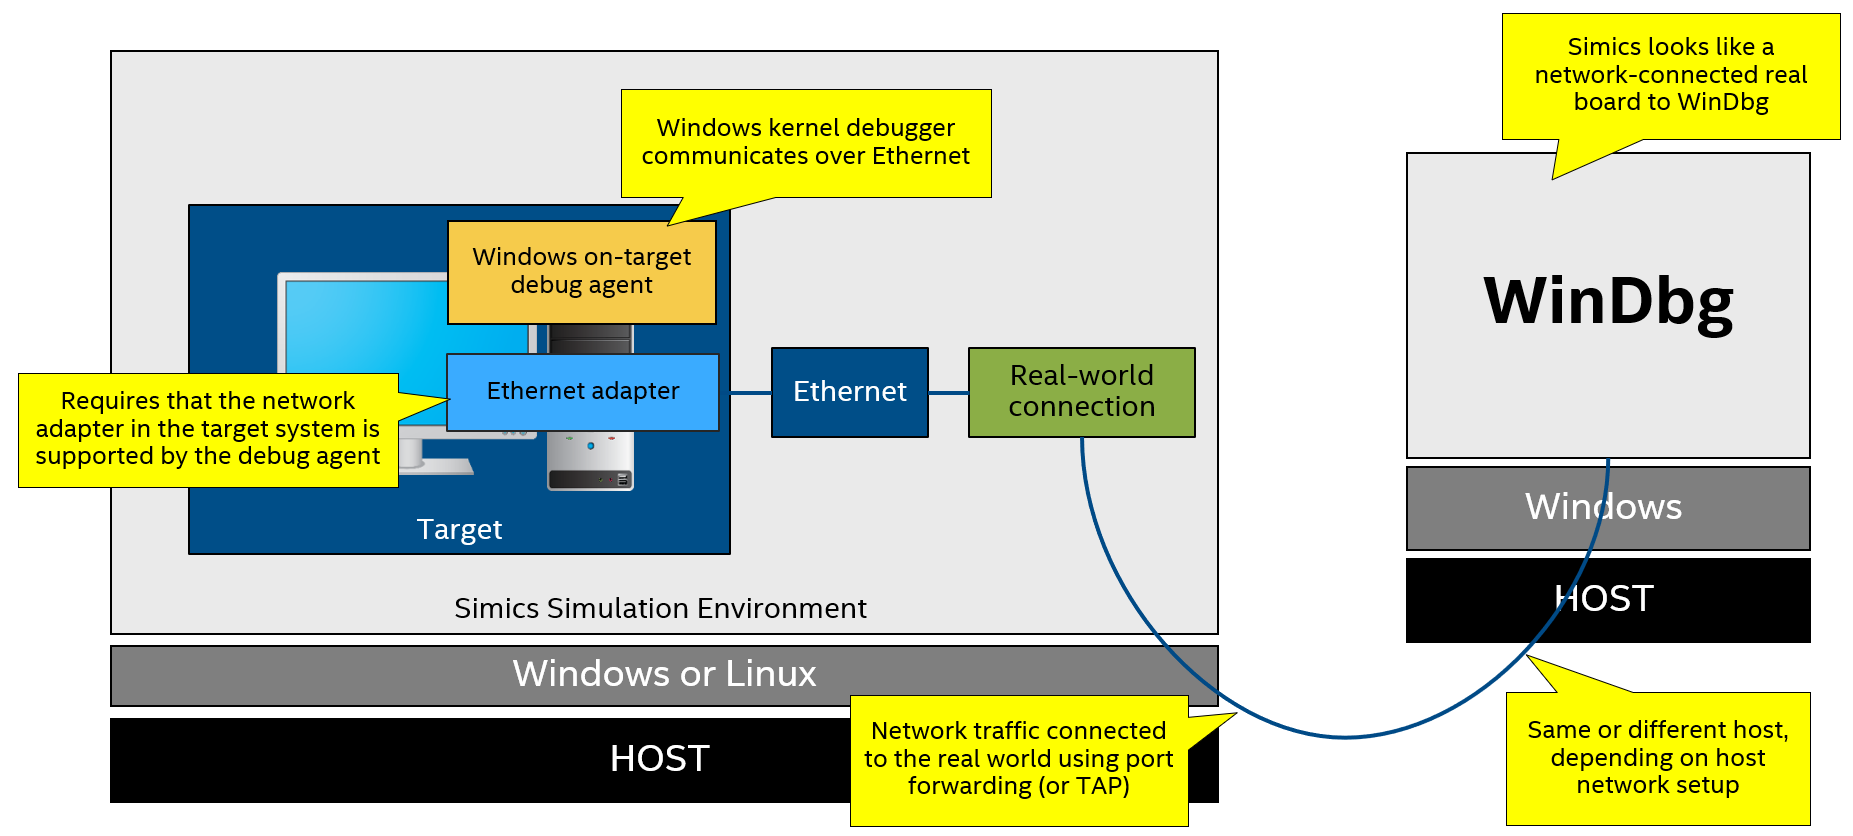 Simics looks like a
network-connected real
board to WinDbg
Windows kernel debugger
communicates over Ethernet
Windows on-target
debug agent
WinDbg
Ethernet adapter
Ethernet
Real-world
connection
Requires that the network
adapter in the target system is
supported by the debug agent
Target
Windows
Simics Simulation Environment
HOST
Windows or Linux
HOST
Network traffic connected
to the real world using port
forwarding (or TAP)
Same or different host,
depending on host
network setup